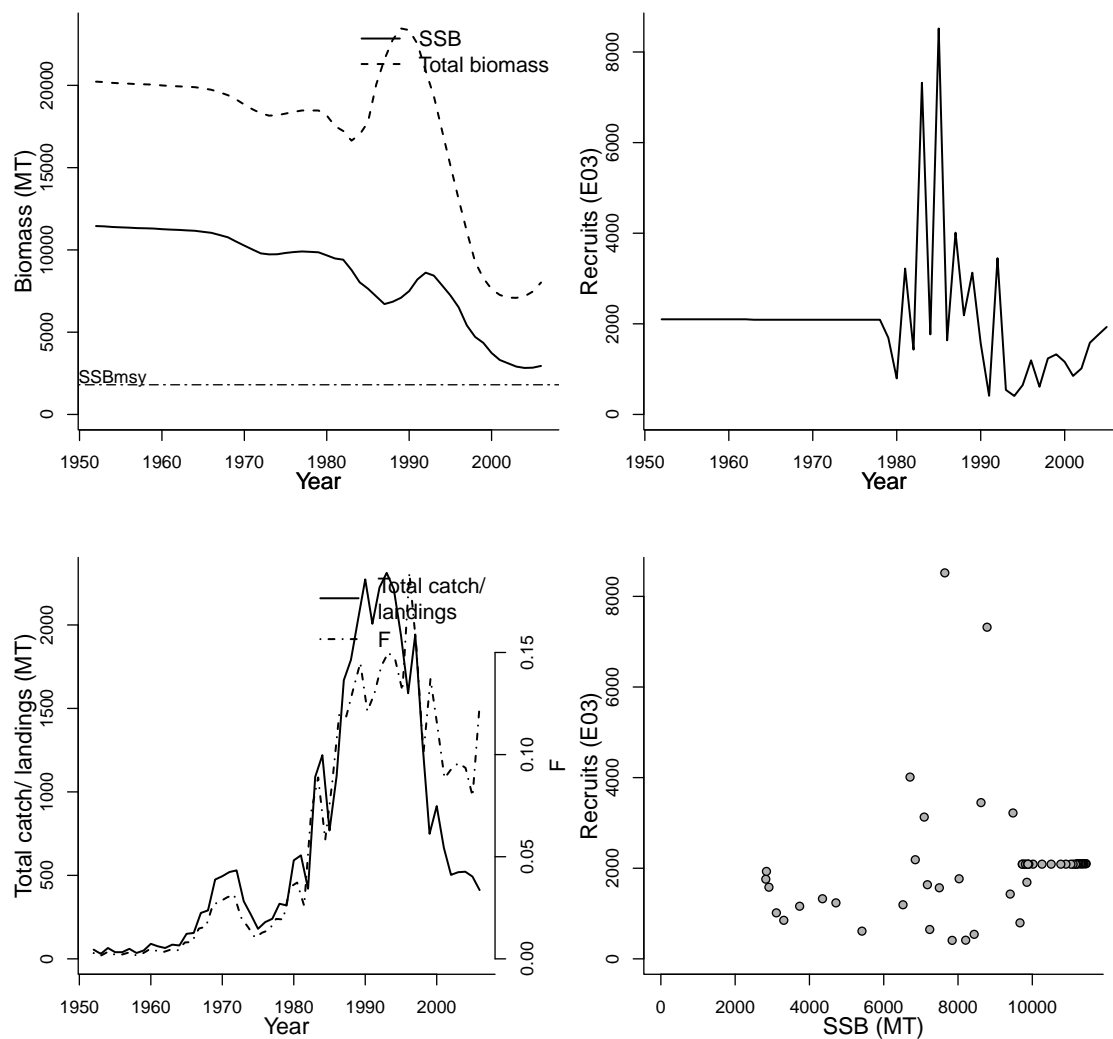 SSB
Total biomass
20000
15000
10000
5000
0
Biomass (MT)
SSBmsy
1950 1960 1970 1980 1990 2000
Year
8000
6000
4000
2000
0
Recruits (E03)
1950 1960 1970 1980 1990 2000
Year
Total catch/
landings
F
2000
1500
1000
500
0
Total catch/ landings (MT)
0.15
0.10
0.05
0.00
F
1950 1960 1970 1980 1990 2000
Year
8000
6000
4000
2000
0
Recruits (E03)
0 2000 4000 6000 8000 10000
SSB (MT)